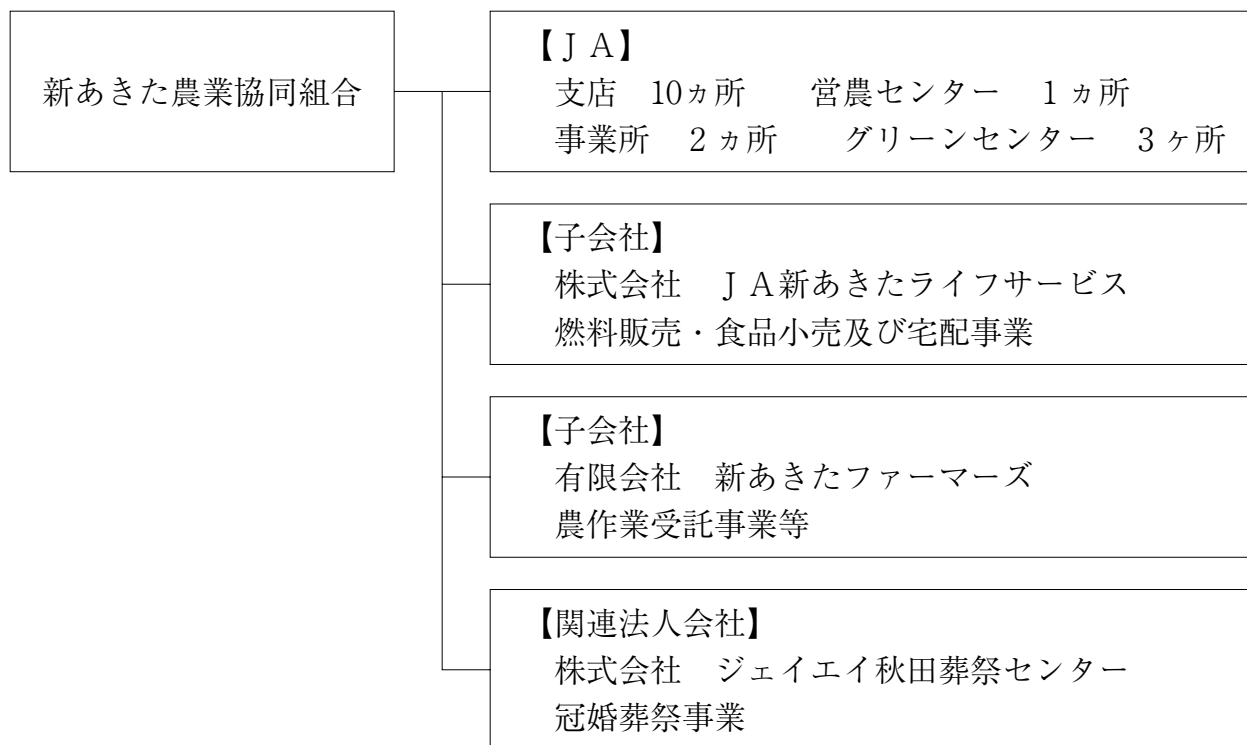 新あきた農業協同組合
【ＪＡ】
支店　10ヵ所　　営農センター　１ヵ所
事業所　２ヵ所　　グリーンセンター　３ヶ所
【子会社】
株式会社　ＪＡ新あきたライフサービス
燃料販売・食品小売及び宅配事業
【子会社】
有限会社　新あきたファーマーズ
農作業受託事業等
【関連法人会社】
株式会社　ジェイエイ秋田葬祭センター
冠婚葬祭事業